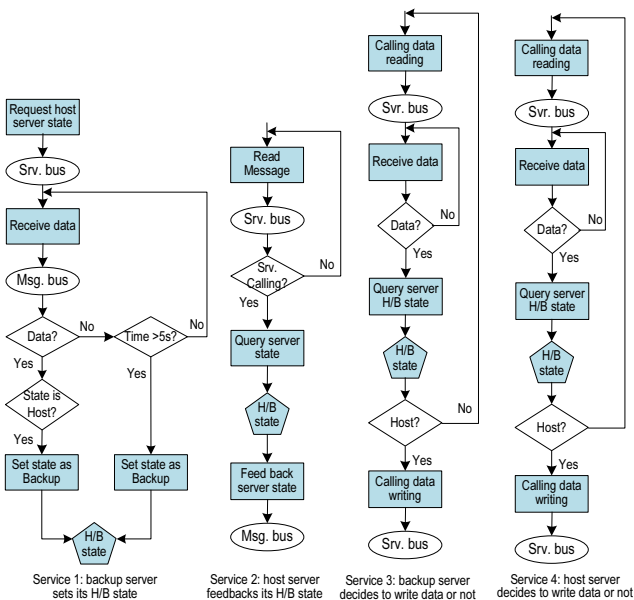 Request host
server state
Srv. bus
Receive data
Msg. bus
Data?
No
Time >5s?
No
Yes
Yes
State is
Host?
Yes
Set state as
Backup
Set state as
Backup
H/B
state
Service 1: backup server
sets its H/B state
Read
Message
Srv. bus
Srv.
Calling?
No
Yes
Query server
state
H/B
state
Feed back
server state
Msg. bus
Service 2: host server
feedbacks its H/B state
Calling data
reading
Svr. bus
Receive data
Data?
No
Yes
Query server
H/B state
H/B
state
Host?
No
Yes
Calling data
writing
Srv. bus
Service 3: backup server
decides to write data or not
Calling data
reading
Svr. bus
Receive data
Data?
No
Yes
Query server
H/B state
H/B
state
Host?
No
Yes
Calling data
writing
Srv. bus
Service 4: host server
decides to write data or not